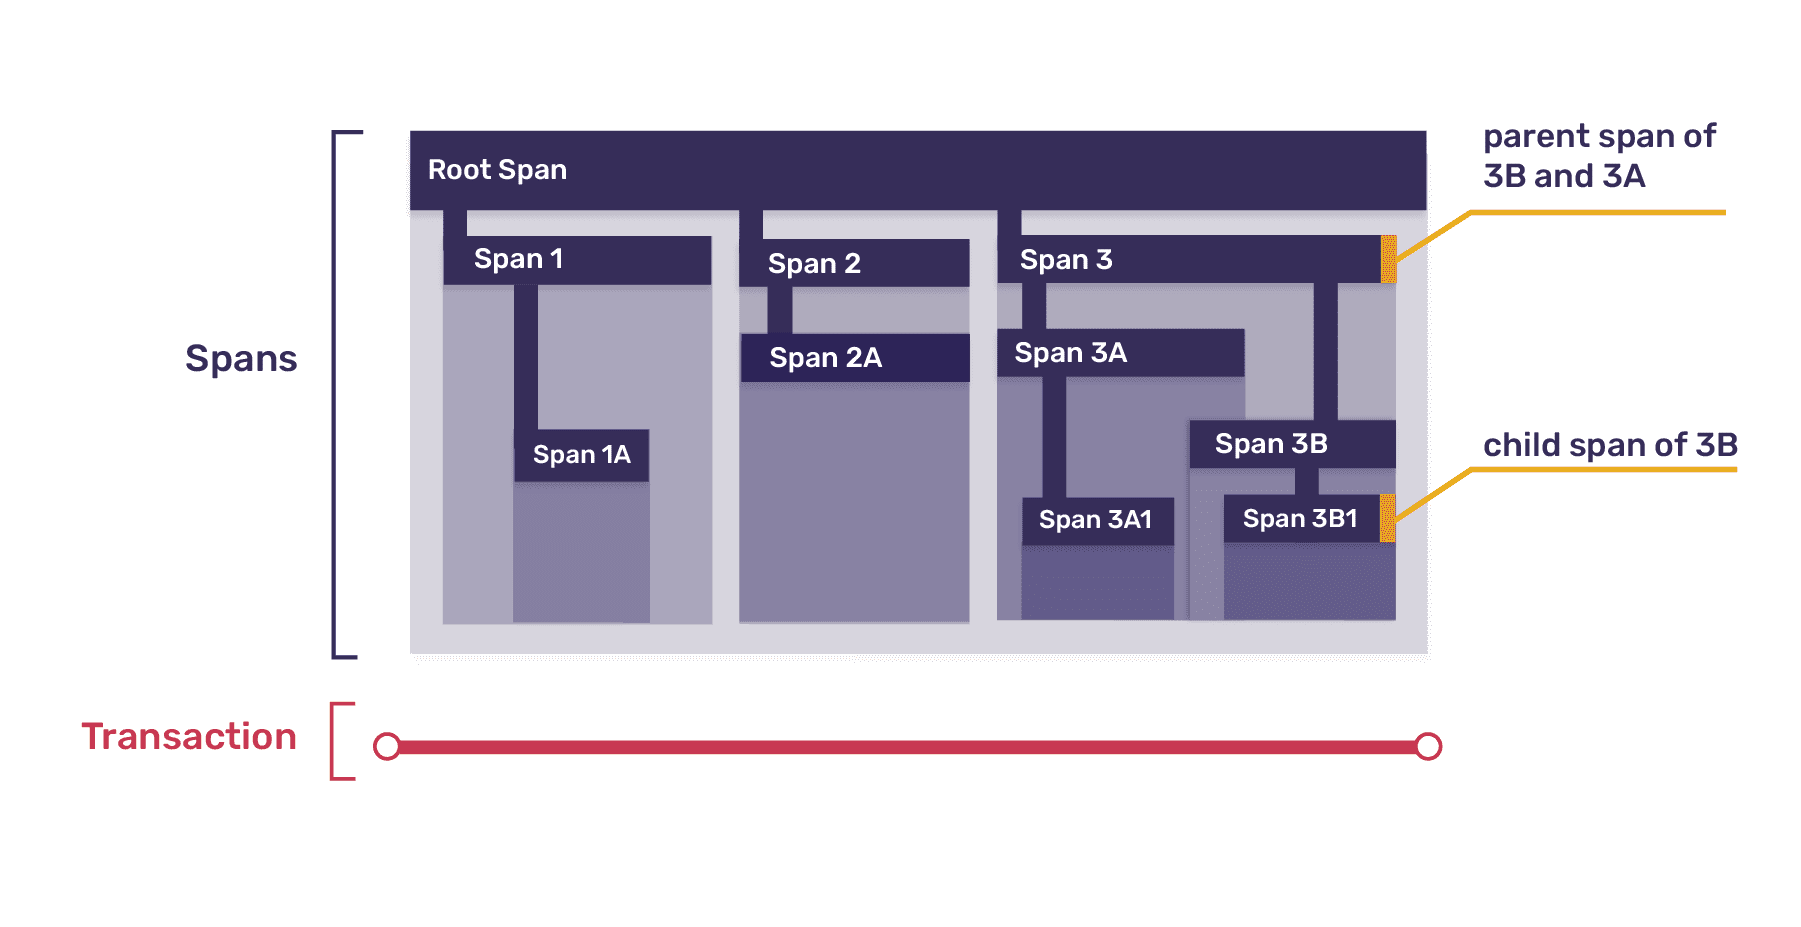 parent span of
3B and 3A
Root Span
Span 1
Span 2
Span 3
Span 3A
Spans
Span 2A
Span 3B
child span of 3B
Span 1A
Span 3A1
Span 3B1
Transaction